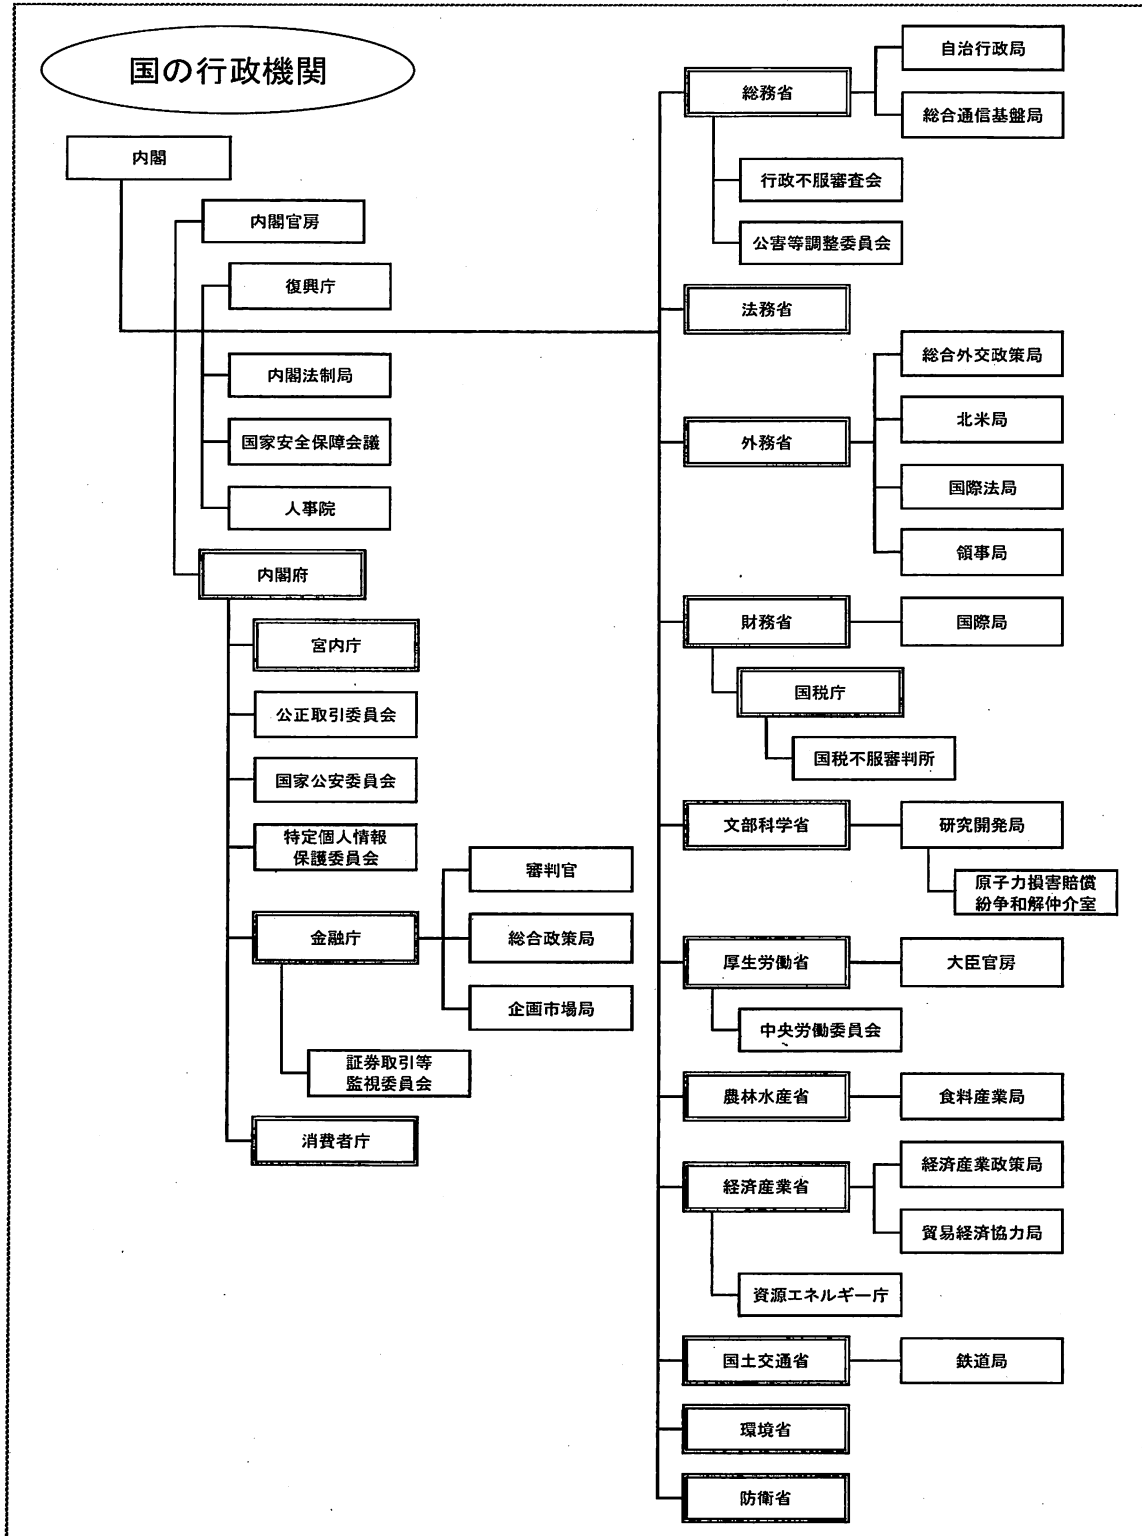 国の行政機関
内閣
内閣官房
復興庁
内閣法制局
国家安全保障会議
人事院
内閣府
宮内庁
公正取引委員会
国家公安委員会
特定個人情報
保護委員会
金融庁
審判官
総合政策局
企画市場局
証券取引等
監視委員会
消費者庁
総務省
自治行政局
総合通信基盤局
行政不服審査会
公害等調整委員会
法務省
外務省
総合外交政策局
北米局
国際法局
領事局
財務省
国際局
国税庁
国税不服審判所
文部科学省
研究開発局
原子力損害賠償
紛争和解仲介室
厚生労働省
大臣官房
中央労働委員会
農林水産省
食料産業局
経済産業省
経済産業政策局
貿易経済協力局
資源エネルギー庁
国土交通省
鉄道局
環境省
防衛省